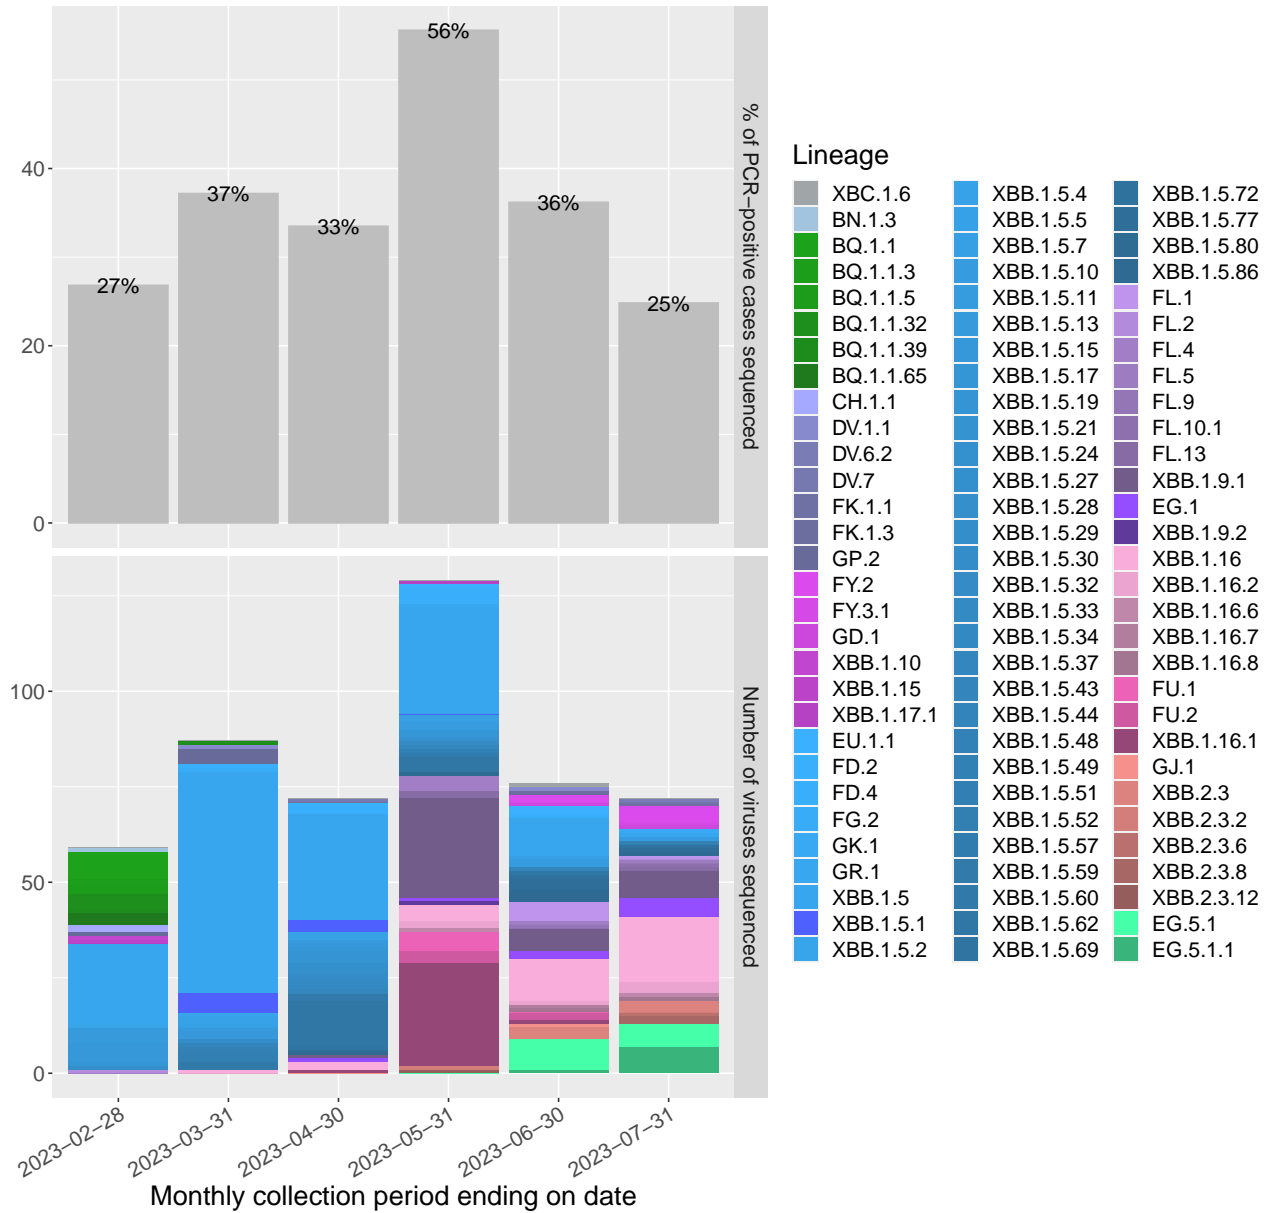 56%
37%
36%
33%
27%
25%
40
20
0
% of PCR–positive cases sequenced
100
50
0
Number of viruses sequenced
2023–02–28
2023–03–31
2023–04–30
2023–05–31
2023–06–30
2023–07–31
Monthly collection period ending on date
Lineage
XBC.1.6
BN.1.3
BQ.1.1
BQ.1.1.3
BQ.1.1.5
BQ.1.1.32
BQ.1.1.39
BQ.1.1.65
CH.1.1
DV.1.1
DV.6.2
DV.7
FK.1.1
FK.1.3
GP.2
FY.2
FY.3.1
GD.1
XBB.1.10
XBB.1.15
XBB.1.17.1
EU.1.1
FD.2
FD.4
FG.2
GK.1
GR.1
XBB.1.5
XBB.1.5.1
XBB.1.5.2
XBB.1.5.4
XBB.1.5.5
XBB.1.5.7
XBB.1.5.10
XBB.1.5.11
XBB.1.5.13
XBB.1.5.15
XBB.1.5.17
XBB.1.5.19
XBB.1.5.21
XBB.1.5.24
XBB.1.5.27
XBB.1.5.28
XBB.1.5.29
XBB.1.5.30
XBB.1.5.32
XBB.1.5.33
XBB.1.5.34
XBB.1.5.37
XBB.1.5.43
XBB.1.5.44
XBB.1.5.48
XBB.1.5.49
XBB.1.5.51
XBB.1.5.52
XBB.1.5.57
XBB.1.5.59
XBB.1.5.60
XBB.1.5.62
XBB.1.5.69
XBB.1.5.72
XBB.1.5.77
XBB.1.5.80
XBB.1.5.86
FL.1
FL.2
FL.4
FL.5
FL.9
FL.10.1
FL.13
XBB.1.9.1
EG.1
XBB.1.9.2
XBB.1.16
XBB.1.16.2
XBB.1.16.6
XBB.1.16.7
XBB.1.16.8
FU.1
FU.2
XBB.1.16.1
GJ.1
XBB.2.3
XBB.2.3.2
XBB.2.3.6
XBB.2.3.8
XBB.2.3.12
EG.5.1
EG.5.1.1